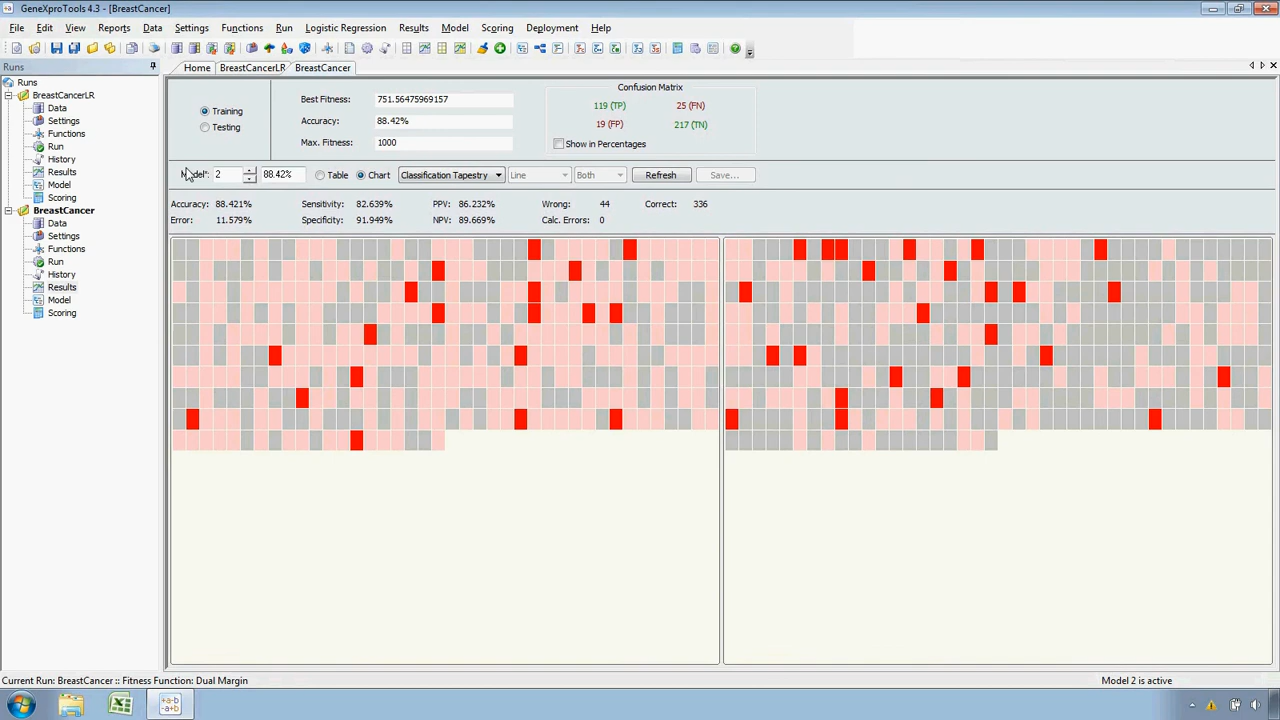 GeneXproTools 4.3 - [BreastCancer]
File Edit View Reports Data Settings Functions Run Logistic Regression Results Model Scoring Deployment Help
Runs
Home BreastCancerLR BreastCancer
Runs
BreastCancerLR
Data
Settings
Functions
Run
History
Results
Model
Scoring
BreastCancer
Data
Settings
Functions
Run
History
Results
Model
Scoring
Training
Testing
Best Fitness: 751.56475969157
Accuracy: 88.42%
Max. Fitness: 1000
Confusion Matrix
119 (TP) 25 (FN)
19 (FP) 217 (TN)
Show in Percentages
2 88.42% Table Chart Classification Tapestry Line Both Refresh Save...
Accuracy: 88.421% Sensitivity: 82.639% PPV: 86.232% Wrong: 44 Correct: 336
Error: 11.579% Specificity: 91.949% NPV: 89.669% Calc. Errors: 0
Current Run: BreastCancer :: Fitness Function: Dual Margin Model 2 is active